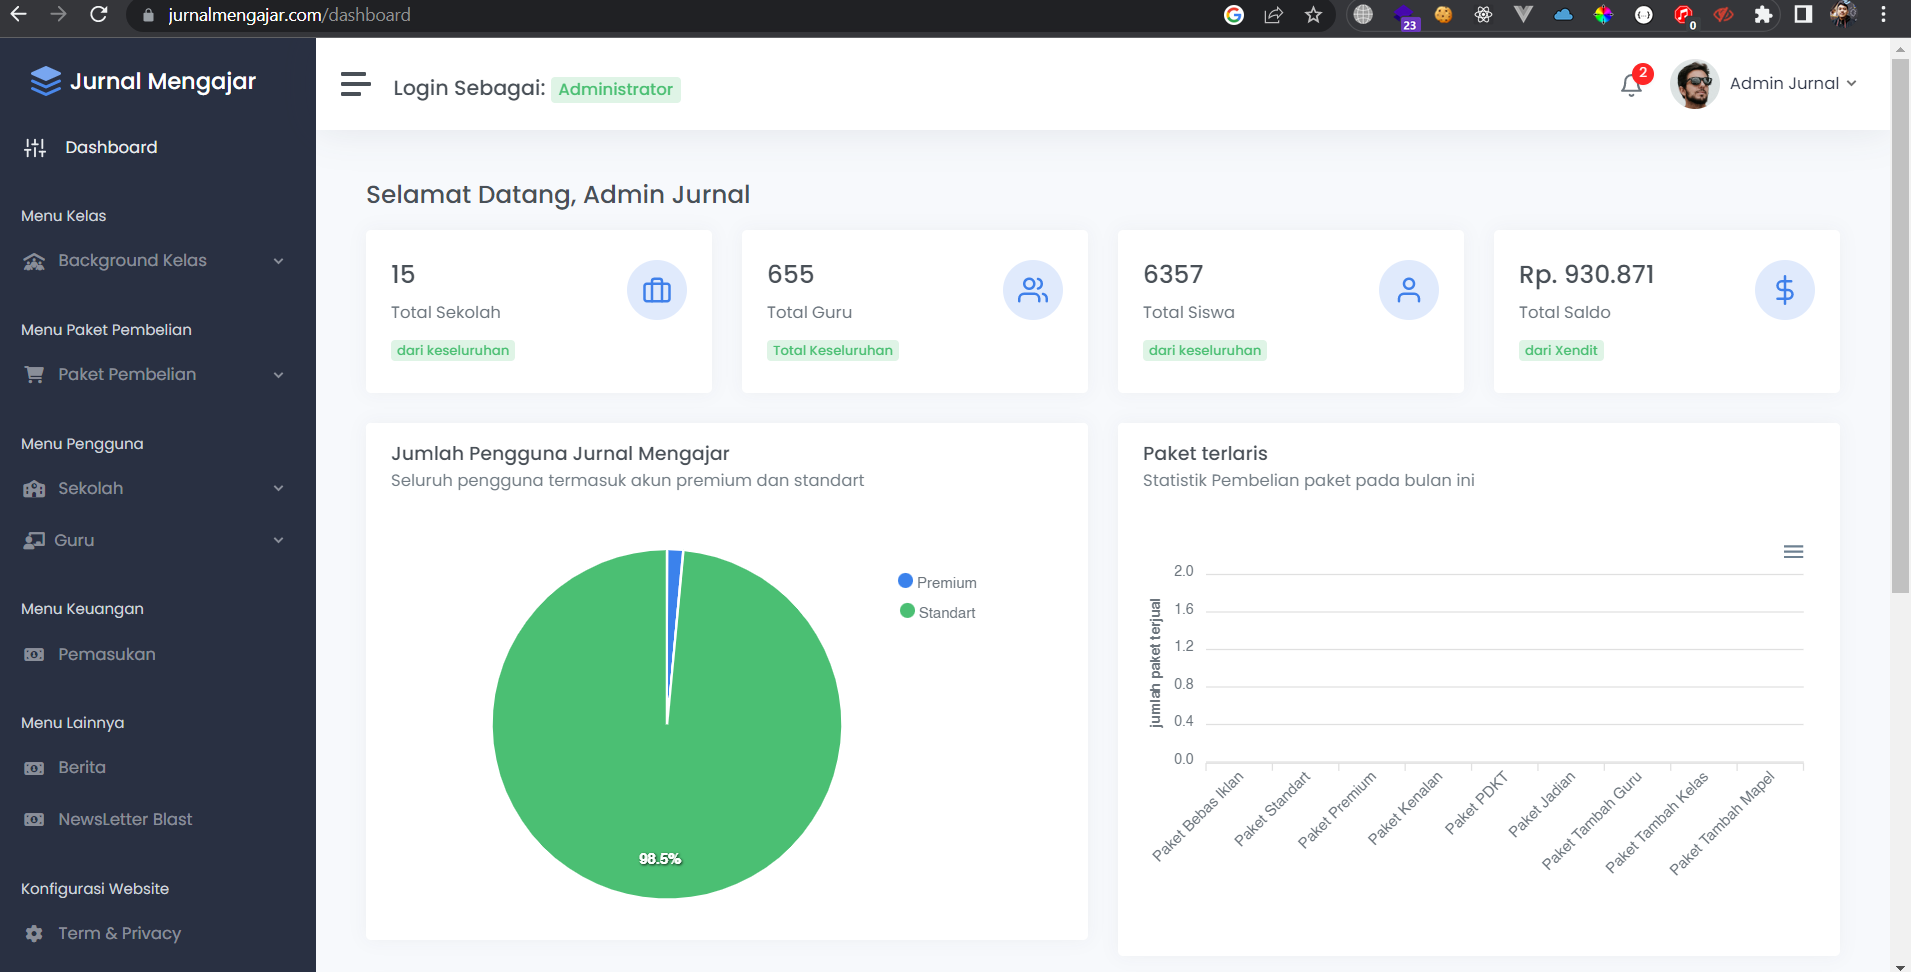 jurnalmengajar.com/dashboard
23
0
Jurnal Mengajar
Login Sebagai: Administrator
2
Admin Jurnal
Dashboard
Menu Kelas
Background Kelas
Menu Paket Pembelian
Paket Pembelian
Menu Pengguna
Sekolah
Guru
Menu Keuangan
Pemasukan
Menu Lainnya
Berita
NewsLetter Blast
Konfigurasi Website
Term & Privacy
Selamat Datang, Admin Jurnal
15
Total Sekolah
dari keseluruhan
655
Total Guru
Total Keseluruhan
6357
Total Siswa
dari keseluruhan
Rp. 930.871
Total Saldo
dari Xendit
Jumlah Pengguna Jurnal Mengajar
Seluruh pengguna termasuk akun premium dan standart
Premium
Standart
98.5%
Paket terlaris
Statistik Pembelian paket pada bulan ini
jumlah paket terjual
2.0
1.6
1.2
0.8
0.4
0.0
Paket Bebas Iklan
Paket Standart
Paket Premium
Paket Kenalan
Paket PDKT
Paket Jadian
Paket Tambah Guru
Paket Tambah Kelas
Paket Tambah Mapel